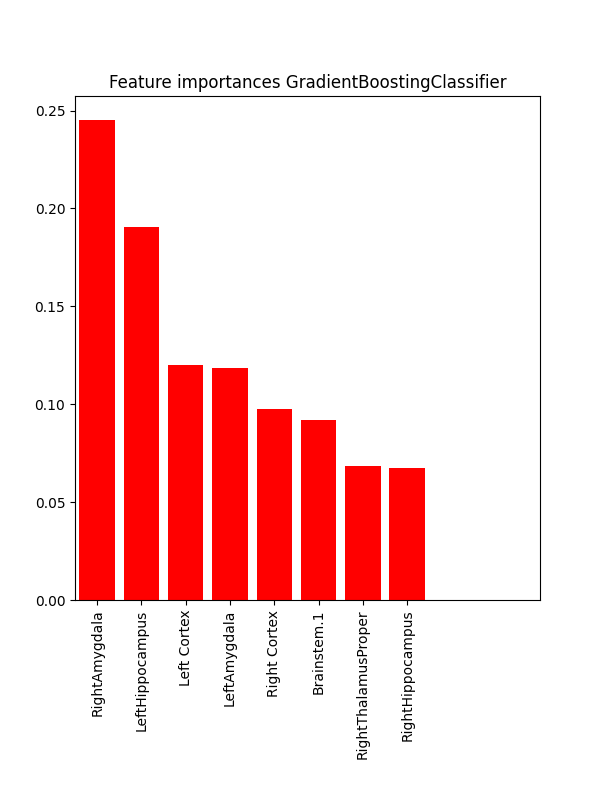 Feature importances GradientBoostingClassifier
0.25
0.20
0.15
0.10
0.05
0.00
RightAmygdala
LeftHippocampus
Left Cortex
LeftAmygdala
Right Cortex
Brainstem.1
RightThalamusProper
RightHippocampus